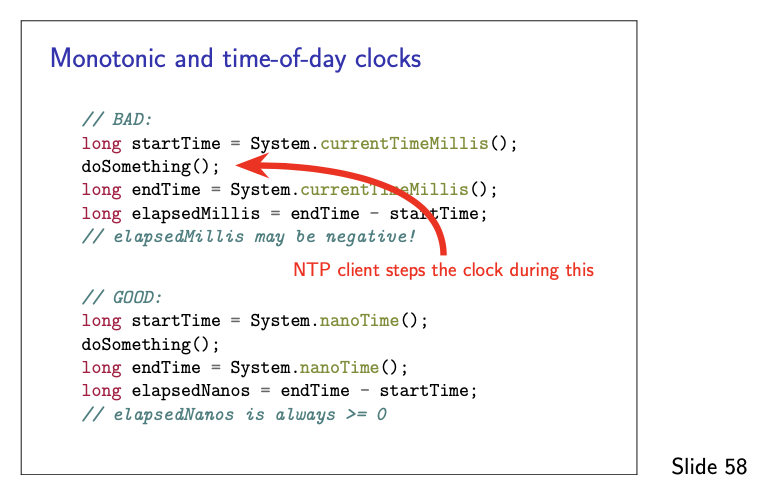 Monotonic and time-of-day clocks
// BAD:
long startTime = System.currentTimeMillis();
doSomething();
long endTime = System.currentTimeMillis();
long elapsedMillis = endTime - startTime;
// elapsedMillis may be negative!
NTP client steps the clock during this
// GOOD:
long startTime = System.nanoTime();
doSomething();
long endTime = System.nanoTime();
long elapsedNanos = endTime - startTime;
// elapsedNanos is always >= 0
Slide 58